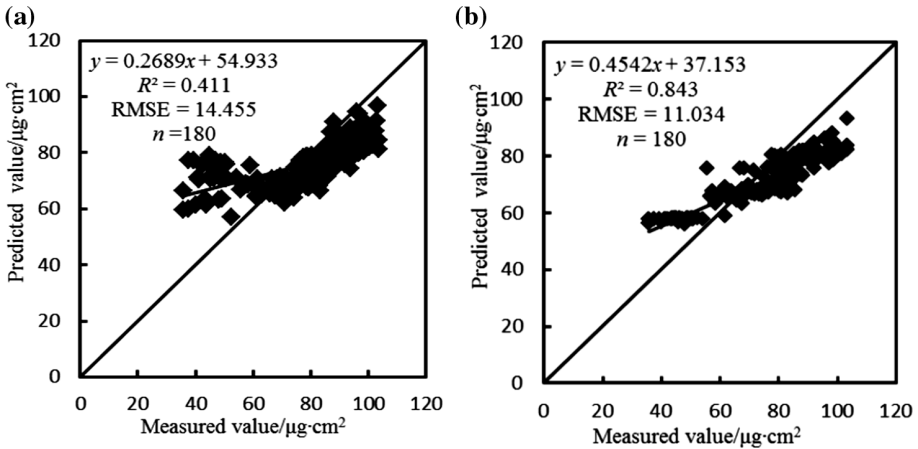 (a)
y = 0.2689x + 54.933
R² = 0.411
RMSE = 14.455
n =180
Predicted value/μg·cm²
120
100
80
60
40
20
0
0 20 40 60 80 100 120
Measured value/μg·cm²
(b)
y = 0.4542x + 37.153
R² = 0.843
RMSE = 11.034
n = 180
Predicted value/μg·cm²
120
100
80
60
40
20
0
0 20 40 60 80 100 120
Measured value/μg·cm²